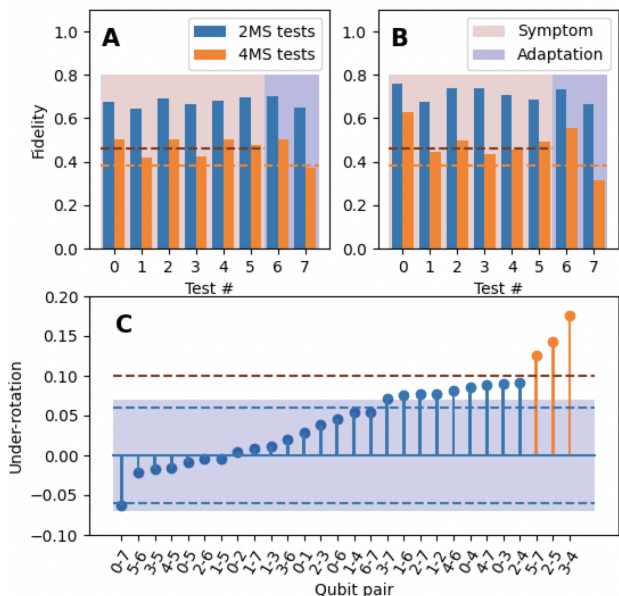 A
2MS tests
4MS tests
1.0
0.8
0.6
0.4
0.2
0.0
Fidelity
0 1 2 3 4 5 6 7
Test #
B
Symptom
Adaptation
1.0
0.8
0.6
0.4
0.2
0.0
0 1 2 3 4 5 6 7
Test #
C
0.20
0.15
0.10
0.05
0.00
−0.05
−0.10
Under-rotation
0-7 5-6 3-5 4-5 0-5 2-6 1-5 0-2 1-7 1-3 3-6 0-1 2-3 0-6 1-4 6-7 3-7 1-6 2-7 1-2 4-6 0-4 4-7 0-3 2-4 5-7 2-5 3-4
Qubit pair